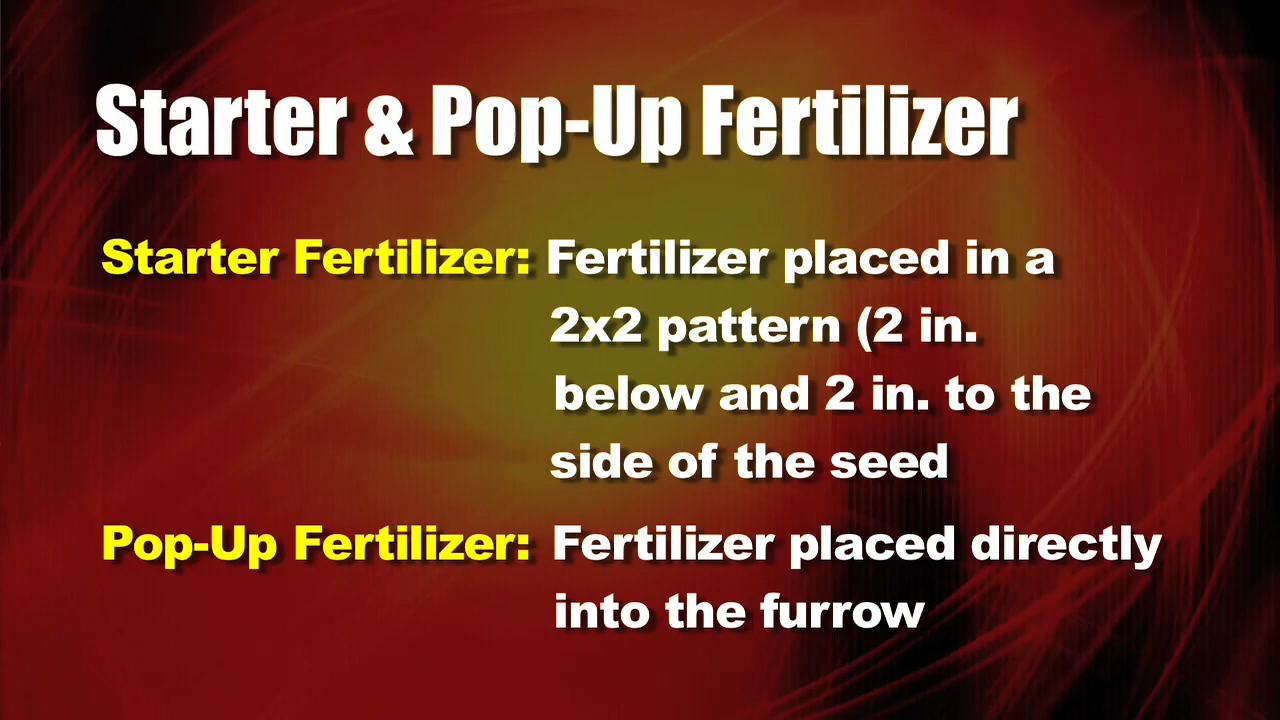 Starter & Pop-Up Fertilizer
Starter Fertilizer: Fertilizer placed in a
2x2 pattern (2 in.
below and 2 in. to the
side of the seed
Pop-Up Fertilizer: Fertilizer placed directly
into the furrow